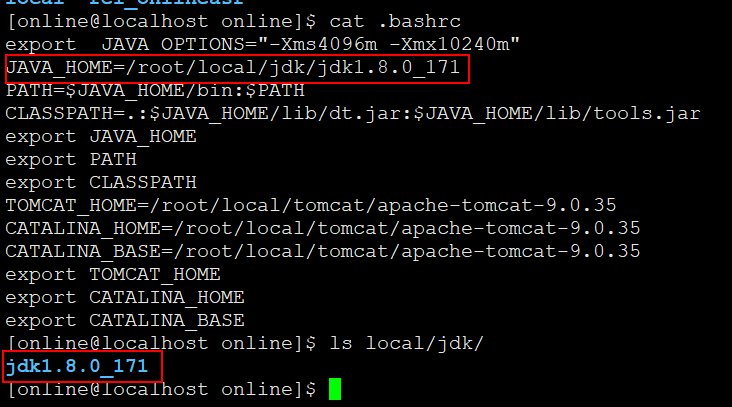 [online@localhost online]$ cat .bashrc
export  JAVA_OPTIONS="-Xms4096m -Xmx10240m"
JAVA_HOME=/root/local/jdk/jdk1.8.0_171
PATH=$JAVA_HOME/bin:$PATH
CLASSPATH=.:$JAVA_HOME/lib/dt.jar:$JAVA_HOME/lib/tools.jar
export JAVA_HOME
export PATH
export CLASSPATH
TOMCAT_HOME=/root/local/tomcat/apache-tomcat-9.0.35
CATALINA_HOME=/root/local/tomcat/apache-tomcat-9.0.35
CATALINA_BASE=/root/local/tomcat/apache-tomcat-9.0.35
export TOMCAT_HOME
export CATALINA_HOME
export CATALINA_BASE
[online@localhost online]$ ls local/jdk/
jdk1.8.0_171
[online@localhost online]$